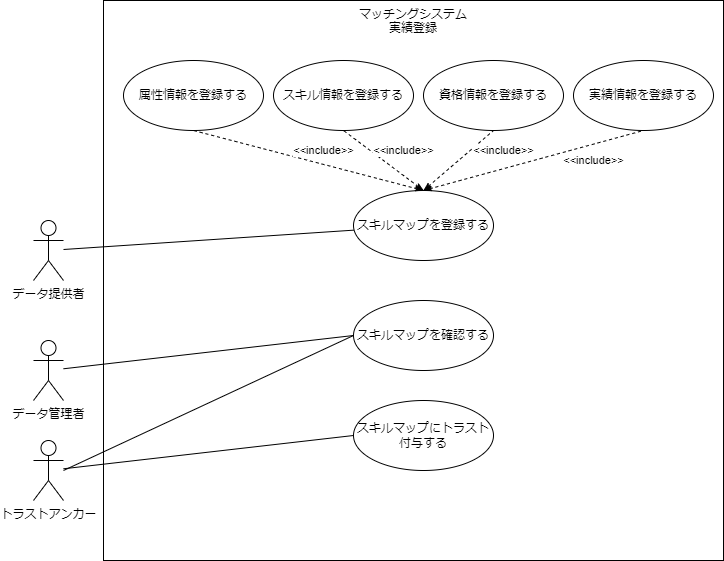 マッチングシステム
実績登録
属性情報を登録する
スキル情報を登録する
資格情報を登録する
実績情報を登録する
<<include>>
<<include>>
<<include>>
<<include>>
スキルマップを登録する
データ提供者
スキルマップを確認する
データ管理者
スキルマップにトラスト
付与する
トラストアンカー